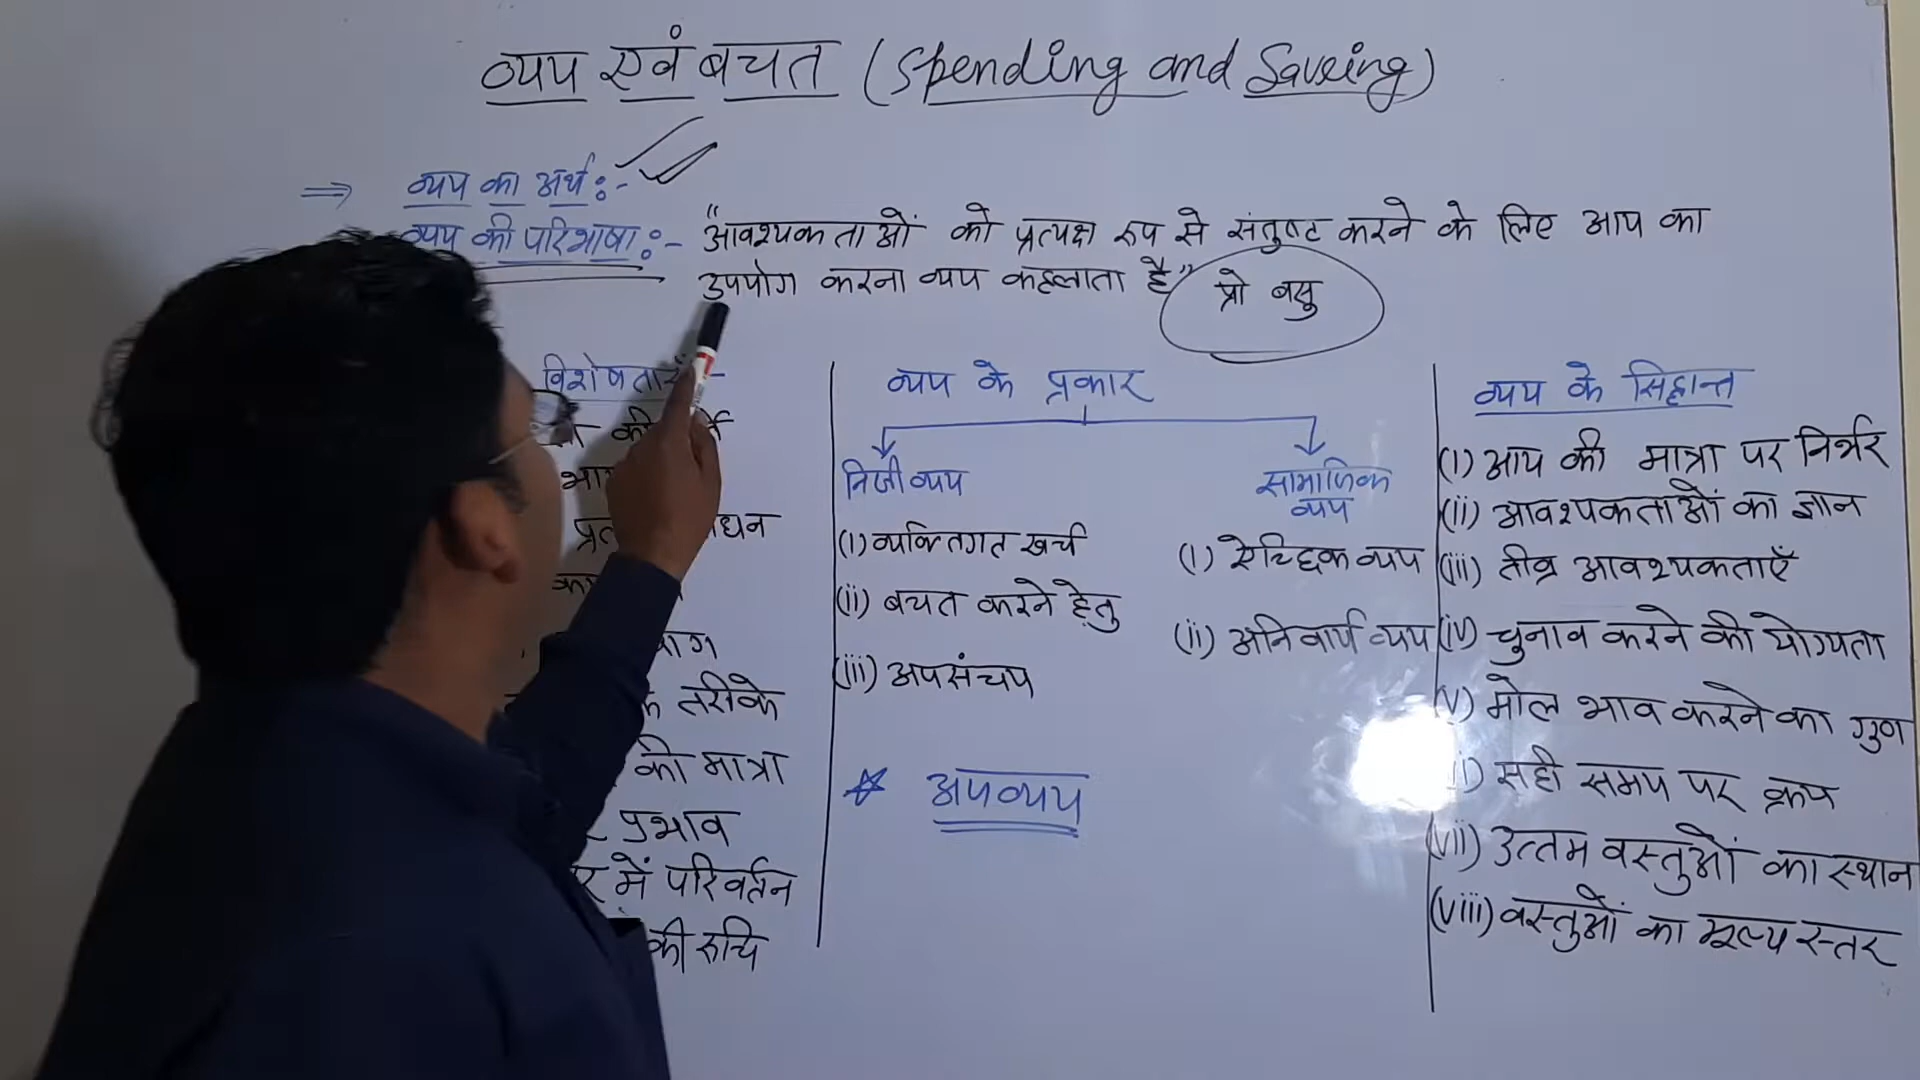 व्यय एवं बचत (Spending and Saveing)
⇒ व्यय का अर्थ :-
व्यय की परिभाषा :- "आवश्यकताओं को प्रत्यक्ष रूप से संतुष्ट करने के लिए आय का
उपयोग करना व्यय कहलाता है" प्रो बसु
विशेषताएँ :-
प्रत
तरीके
की मात्रा
प्रभाव
में परिवर्तन
की रूचि
व्यय के प्रकार
निजी व्यय
(i) व्यक्तिगत खर्च
(ii) बचत करने हेतु
(iii) अपसंचय
सामाजिक
व्यय
(i) ऐच्छिक व्यय
(ii) अनिवार्य व्यय
* अपव्यय
व्यय के सिद्धान्त
(i) आय की मात्रा पर निर्भर
(ii) आवश्यकताओं का ज्ञान
(iii) तीव्र आवश्यकताएँ
(iv) चुनाव करने की योग्यता
(v) मोल भाव करने का गुण
सही समय पर क्रय
(vii) उत्तम वस्तुओं का स्थान
(viii) वस्तुओं का मूल्य स्तर